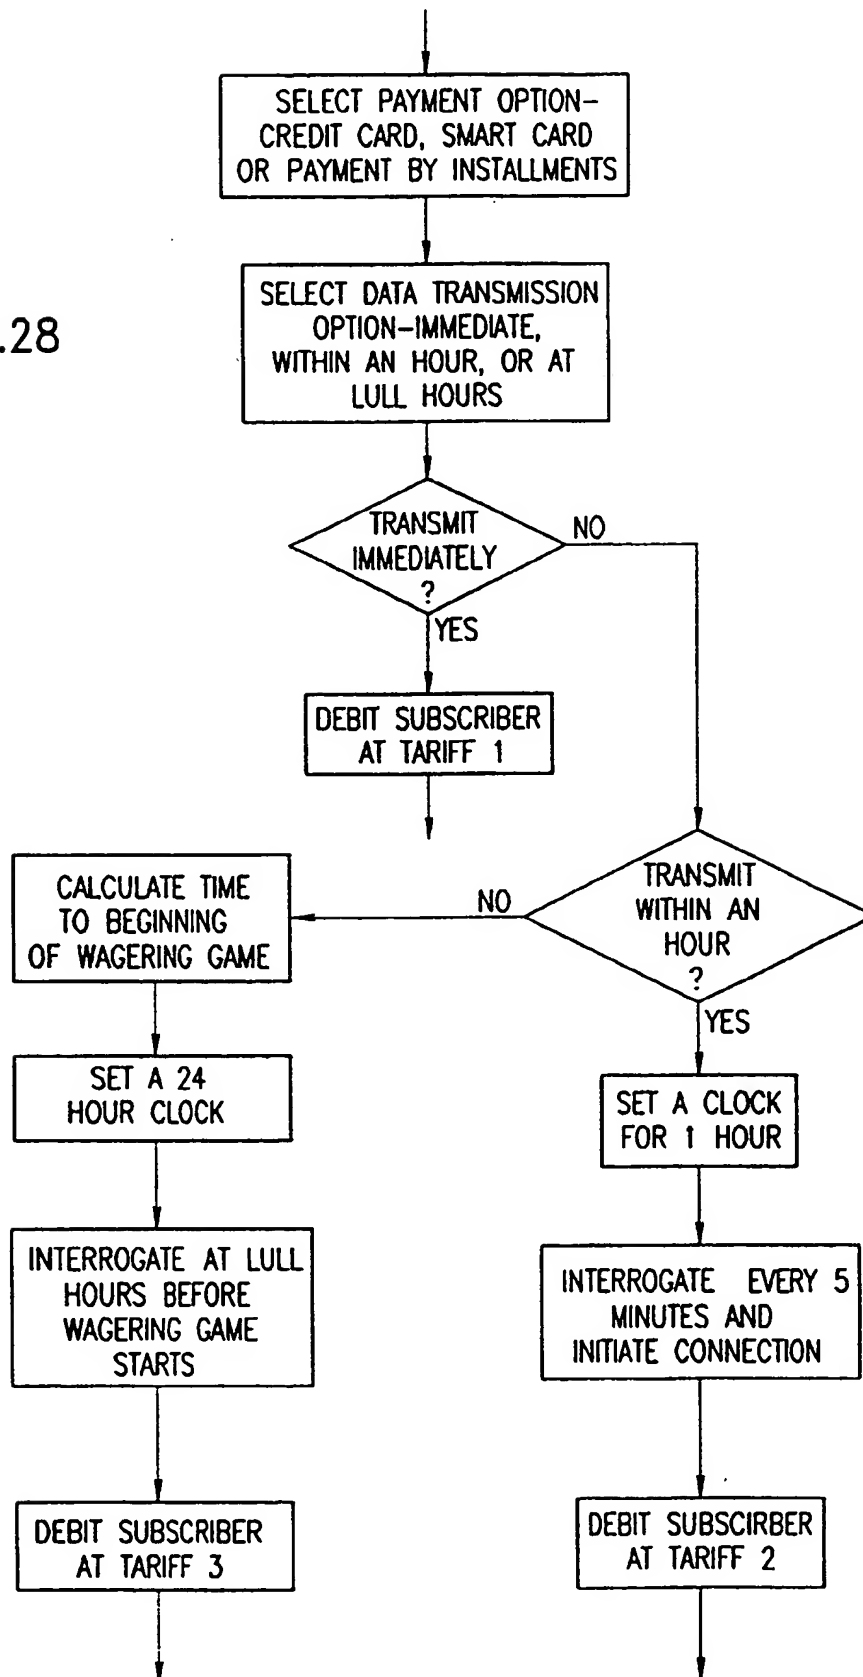 SELECT PAYMENT OPTION-
CREDIT CARD, SMART CARD
OR PAYMENT BY INSTALLMENTS
SELECT DATA TRANSMISSION
OPTION-IMMEDIATE,
WITHIN AN HOUR, OR AT
LULL HOURS
.28
TRANSMIT
IMMEDIATELY
?
NO
YES
DEBIT SUBSCRIBER
AT TARIFF 1
TRANSMIT
WITHIN AN
HOUR
?
NO
YES
CALCULATE TIME
TO BEGINNING
OF WAGERING GAME
SET A 24
HOUR CLOCK
INTERROGATE AT LULL
HOURS BEFORE
WAGERING GAME
STARTS
DEBIT SUBSCRIBER
AT TARIFF 3
SET A CLOCK
FOR 1 HOUR
INTERROGATE EVERY 5
MINUTES AND
INITIATE CONNECTION
DEBIT SUBSCIRBER
AT TARIFF 2